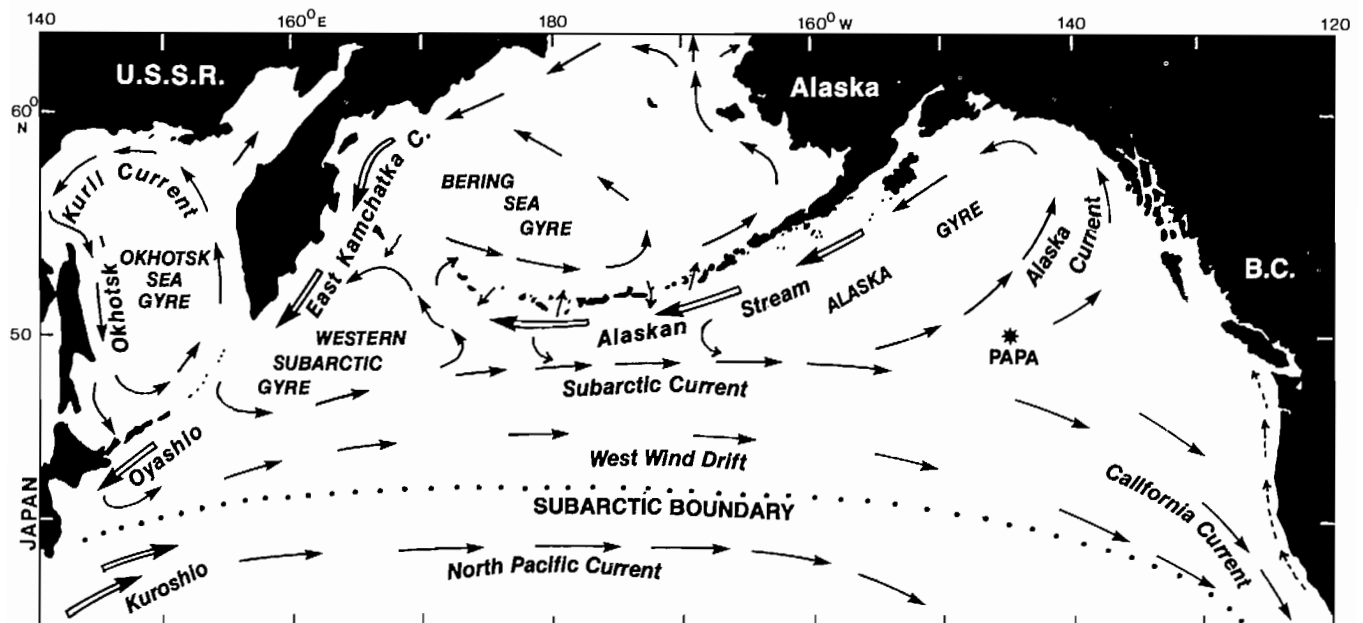 140
160° E
180
160° W
140
120
U.S.S.R.
Alaska
60°
N
Kuril Current
East Kamchatka C.
BERING
SEA
GYRE
OKHOTSK
SEA
GYRE
Okhotsk
GYRE
ALASKA
Alaska
Current
B.C.
50
WESTERN
SUBARCTIC
GYRE
Alaskan Stream
PAPA
Subarctic Current
Oyashio
West Wind Drift
California Current
SUBARCTIC BOUNDARY
JAPAN
North Pacific Current
Kuroshio